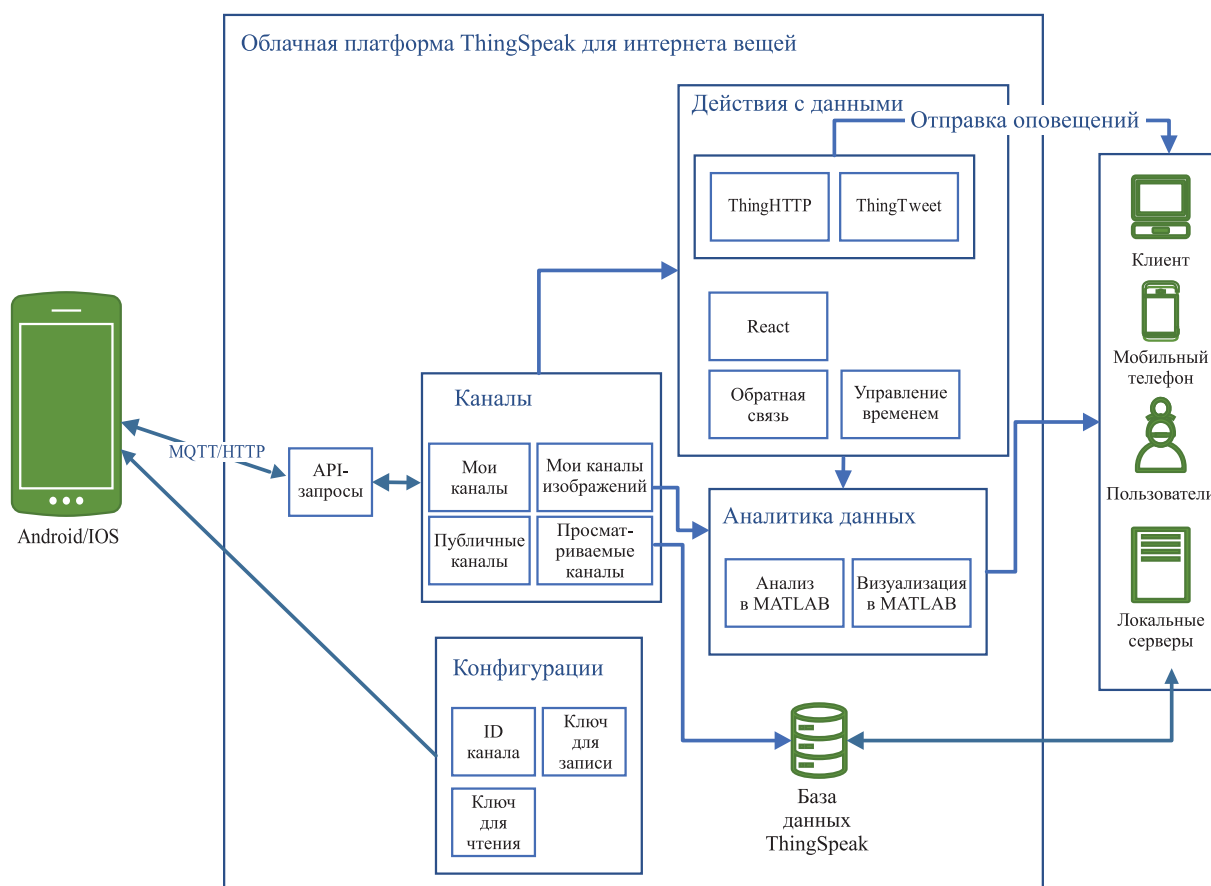 Облачная платформа ThingSpeak для интернета вещей
Действия с данными
Отправка оповещений
ThingHTTP
ThingTweet
React
Обратная
связь
Управление
временем
Каналы
Мои
каналы
Мои каналы
изображений
Публичные
каналы
Просмат-
риваемые
каналы
MQTT/HTTP
API-
запросы
Android/IOS
Аналитика данных
Анализ
в MATLAB
Визуализация
в MATLAB
Конфигурации
ID
канала
Ключ
для
записи
Ключ
для
чтения
База
данных
ThingSpeak
Клиент
Мобильный
телефон
Пользователи
Локальные
серверы